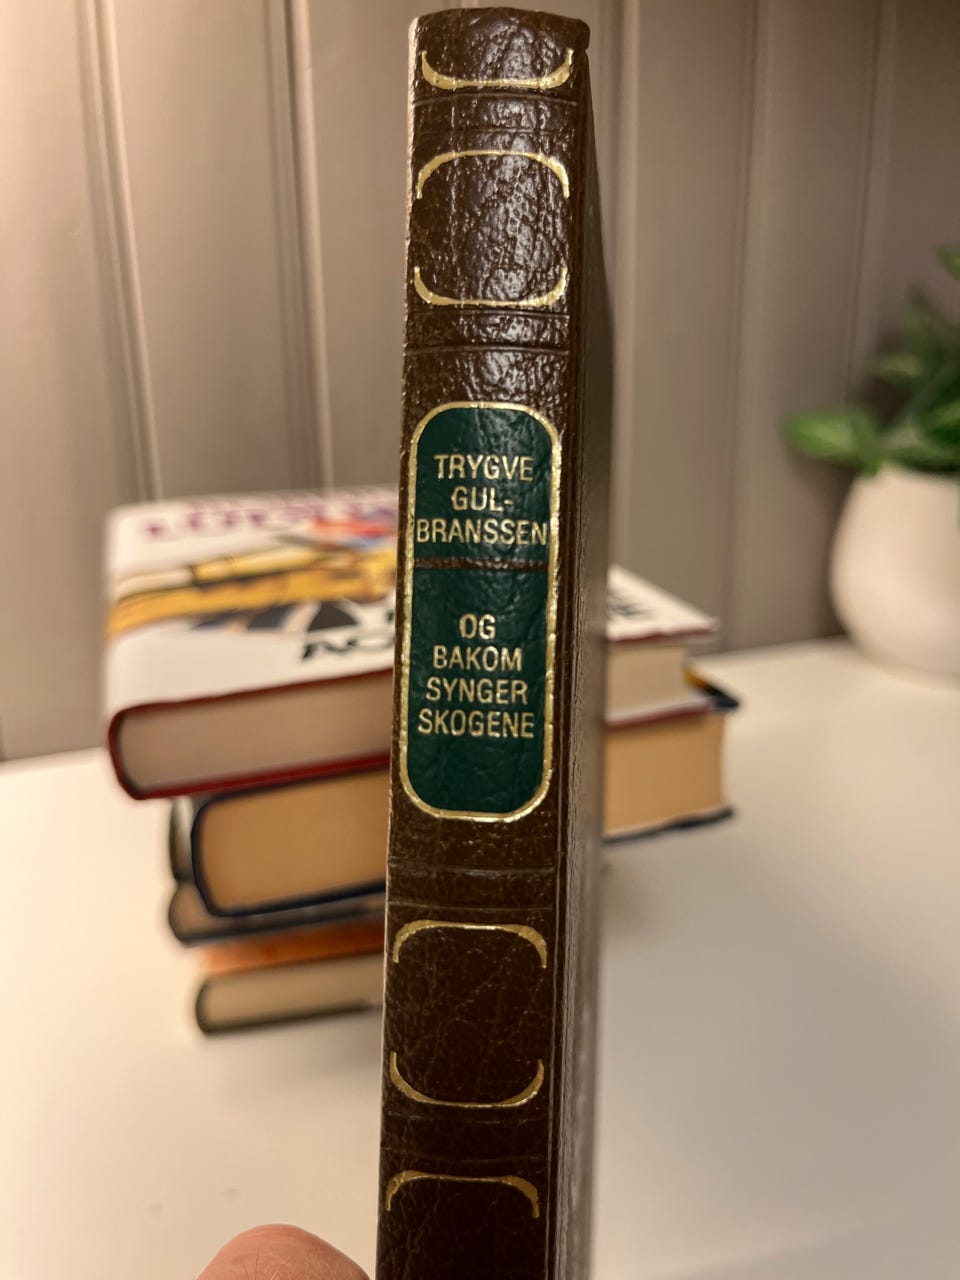 TRYGVE
GUL-
BRANSSEN
OG
BAKOM
SYNGER
SKOGENE